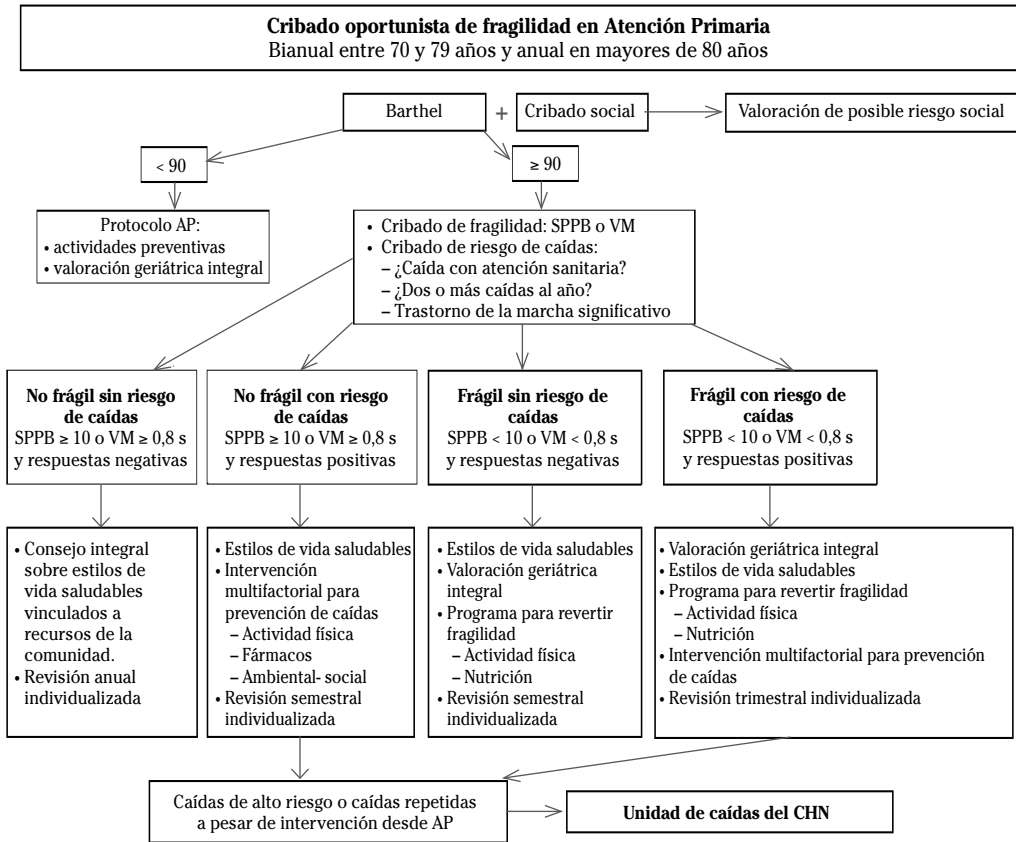 Cribado oportunista de fragilidad en Atención Primaria
Bianual entre 70 y 79 años y anual en mayores de 80 años
Barthel + Cribado social
Valoración de posible riesgo social
< 90
≥ 90
Protocolo AP:
• actividades preventivas
• valoración geriátrica integral
• Cribado de fragilidad: SPPB o VM
• Cribado de riesgo de caídas:
– ¿Caída con atención sanitaria?
– ¿Dos o más caídas al año?
– Trastorno de la marcha significativo
No frágil sin riesgo
de caídas
SPPB ≥ 10 o VM ≥ 0,8 s
y respuestas negativas
No frágil con riesgo
de caídas
SPPB ≥ 10 o VM ≥ 0,8 s
y respuestas positivas
Frágil sin riesgo de
caídas
SPPB < 10 o VM < 0,8 s
y respuestas negativas
Frágil con riesgo de
caídas
SPPB < 10 o VM < 0,8 s
y respuestas positivas
• Consejo integral
sobre estilos de
vida saludables
vinculados a
recursos de la
comunidad.
• Revisión anual
individualizada
• Estilos de vida saludables
• Intervención
multifactorial para
prevención de caídas
– Actividad física
– Fármacos
– Ambiental- social
• Revisión semestral
individualizada
• Estilos de vida saludables
• Valoración geriátrica
integral
• Programa para revertir
fragilidad
– Actividad física
– Nutrición
• Revisión semestral
individualizada
• Valoración geriátrica integral
• Estilos de vida saludables
• Programa para revertir fragilidad
– Actividad física
– Nutrición
• Intervención multifactorial para prevención
de caídas
• Revisión trimestral individualizada
Caídas de alto riesgo o caídas repetidas
a pesar de intervención desde AP
Unidad de caídas del CHN